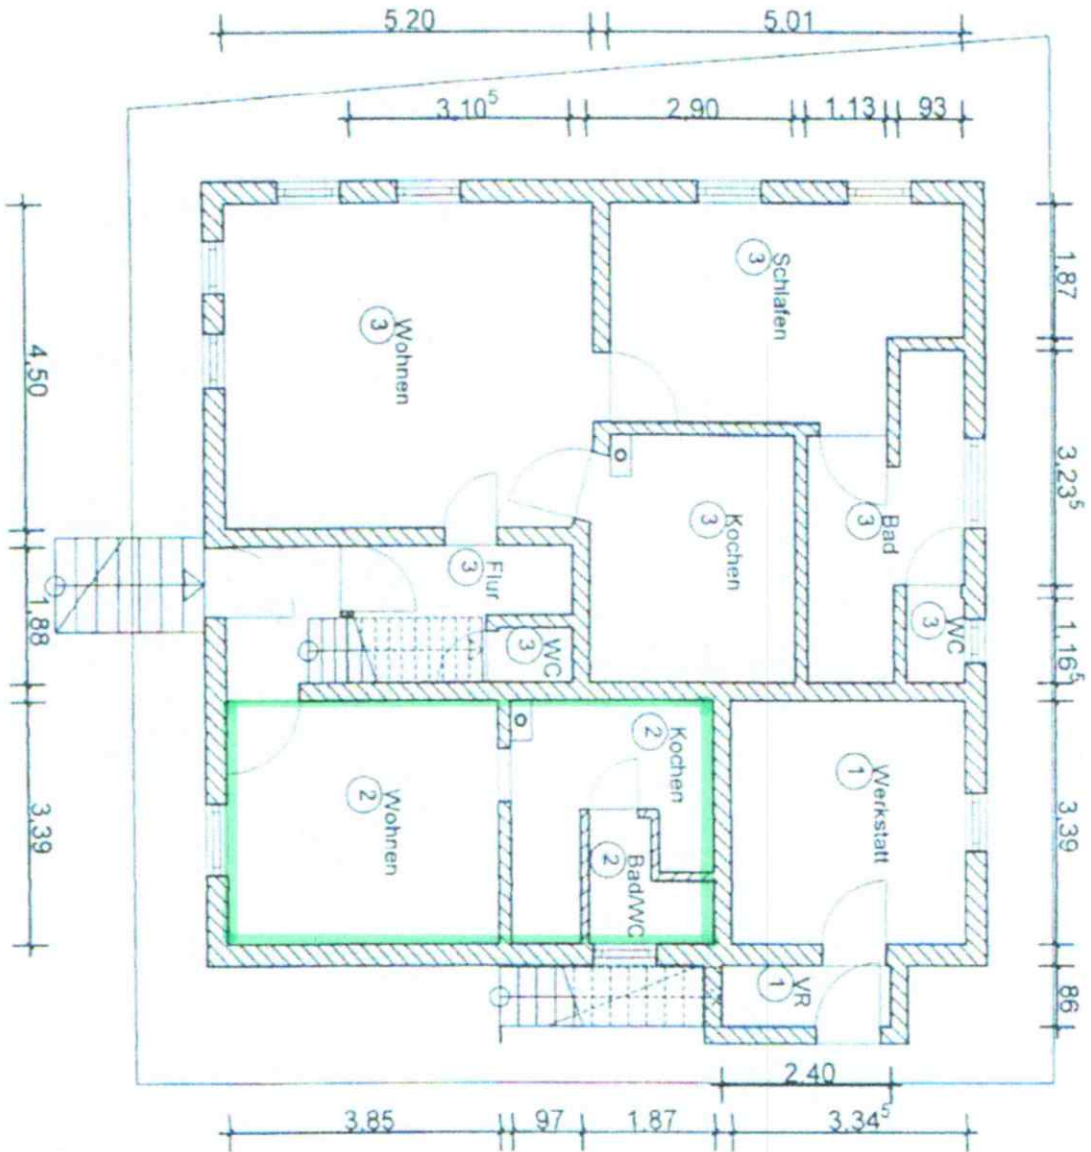 5.20
5.01
3.10⁵
2.90
1.13
93
4,50
1,88
3,39
1,87
3,23⁵
1,16⁵
3,39
86
Schlafen
3
Wohnen
3
Kochen
3
Bad
3
Flur
3
WC
3
WC
3
Kochen
2
Wohnen
2
Bad/WC
2
Werkstatt
1
VR
1
2.40
3.85
97
1.87
3.34⁵